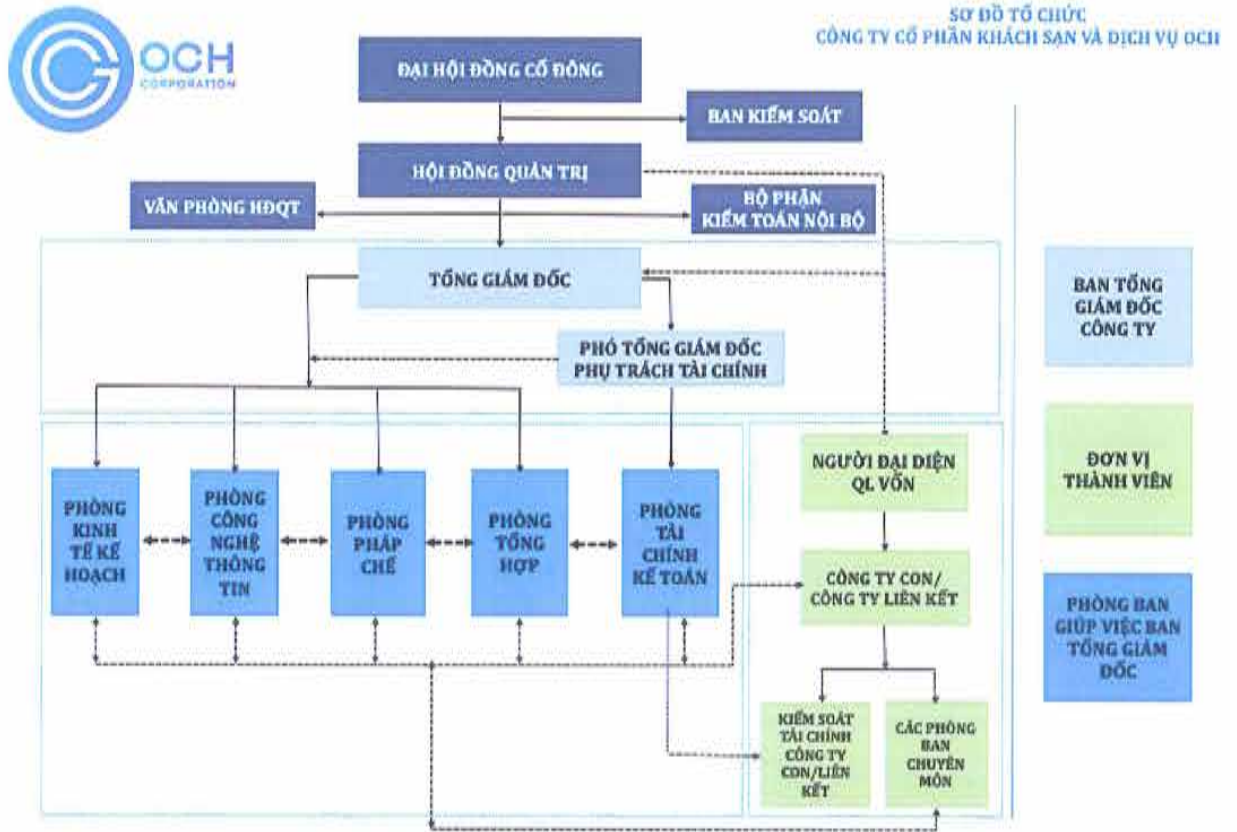 OCH
CORPORATION
SƠ ĐỒ TỔ CHỨC
CÔNG TY CỔ PHẦN KHÁCH SẠN VÀ DỊCH VỤ OCH
ĐẠI HỘI ĐỒNG CỔ ĐÔNG
BAN KIỂM SOÁT
HỘI ĐỒNG QUẢN TRỊ
VĂN PHÒNG HĐQT
BỘ PHẬN
KIỂM TOÁN NỘI BỘ
TỔNG GIÁM ĐỐC
PHÓ TỔNG GIÁM ĐỐC
PHỤ TRÁCH TÀI CHÍNH
PHÒNG
KINH
TẾ KẾ
HOẠCH
PHÒNG
CÔNG
NGHỆ
THÔNG
TIN
PHÒNG
PHÁP
CHẾ
PHÒNG
TỔNG
HỢP
PHÒNG
TÀI
CHÍNH
KẾ TOÁN
NGƯỜI ĐẠI DIỆN
QL VỐN
CÔNG TY CON/
CÔNG TY LIÊN KẾT
KIỂM SOÁT
TÀI CHÍNH
CÔNG TY
CON/LIÊN
KẾT
CÁC PHÒNG
BAN
CHUYÊN
MÔN
BAN TỔNG
GIÁM ĐỐC
CÔNG TY
ĐƠN VỊ
THÀNH VIÊN
PHÒNG BAN
GIÚP VIỆC BAN
TỔNG GIÁM
ĐỐC